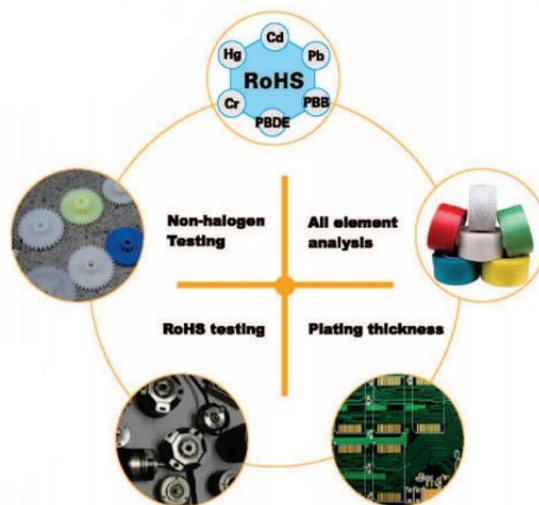 Cd
Hg
Pb
RoHS
Cr
PBB
PBDE
Non-halogen
Testing
All element
analysis
RoHS testing
Plating thickness